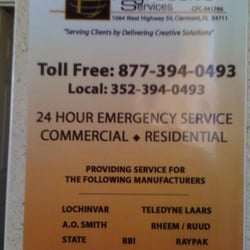 Services
CFC 041766
1084 West Highway 50, Clermont, FL 34711
"Serving Clients by Delivering Creative Solutions"
Toll Free: 877-394-0493
Local: 352-394-0493
24 HOUR EMERGENCY SERVICE
COMMERCIAL ♦ RESIDENTIAL
PROVIDING SERVICE FOR
THE FOLLOWING MANUFACTURERS
LOCHINVAR TELEDYNE LAARS
A.O. SMITH RHEEM / RUUD
STATE RBI RAYPAK